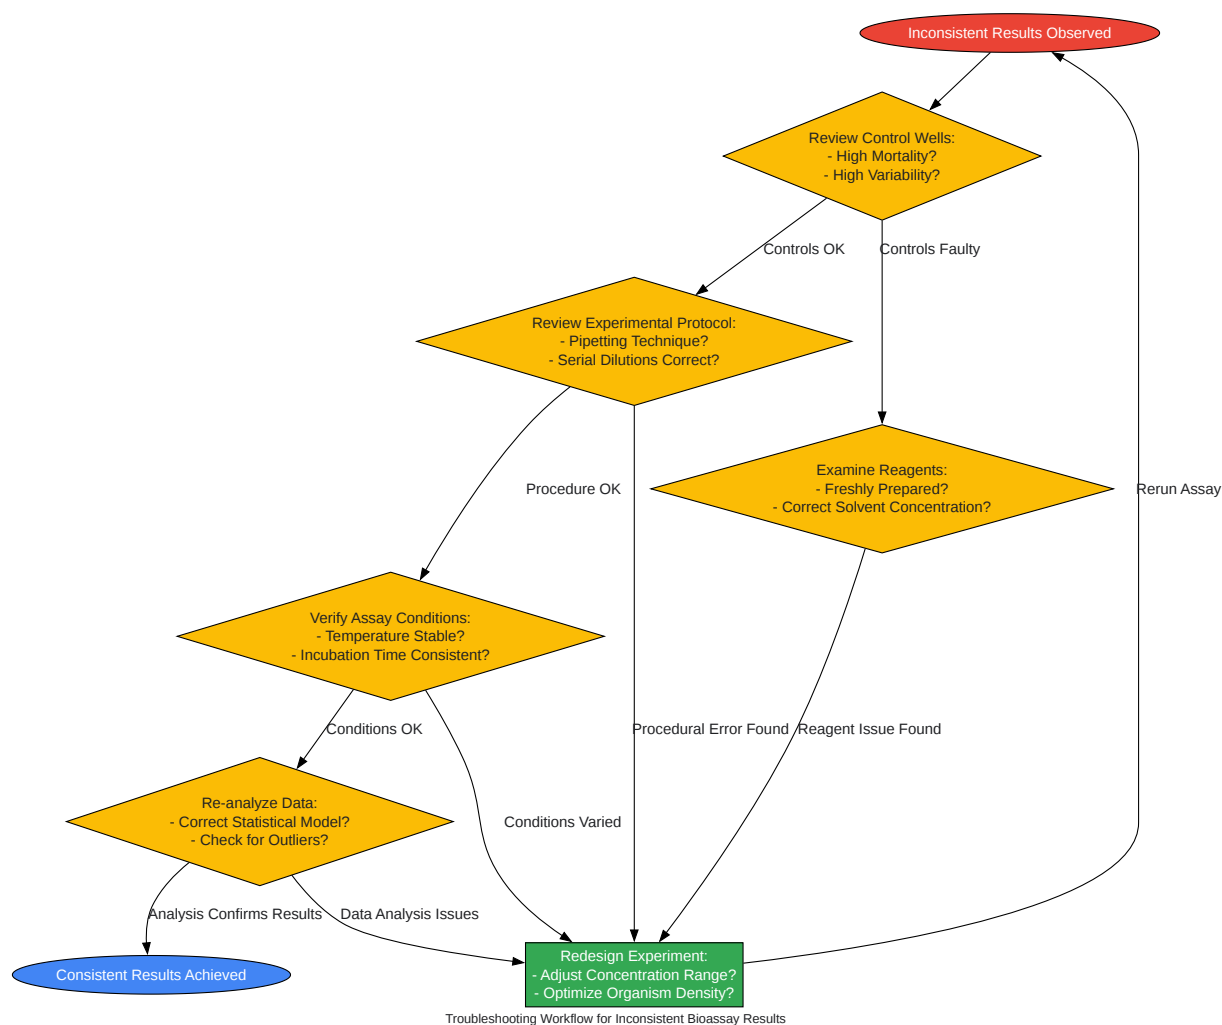 Inconsistent Results Observed
Review Control Wells:
- High Mortality?
- High Variability?
Controls OK
Controls Faulty
Review Experimental Protocol:
- Pipetting Technique?
- Serial Dilutions Correct?
Examine Reagents:
- Freshly Prepared?
- Correct Solvent Concentration?
Procedure OK
Rerun Assay
Verify Assay Conditions:
- Temperature Stable?
- Incubation Time Consistent?
Conditions OK
Procedural Error Found
Reagent Issue Found
Re-analyze Data:
- Correct Statistical Model?
- Check for Outliers?
Conditions Varied
Analysis Confirms Results
Data Analysis Issues
Consistent Results Achieved
Redesign Experiment:
- Adjust Concentration Range?
- Optimize Organism Density?
Troubleshooting Workflow for Inconsistent Bioassay Results